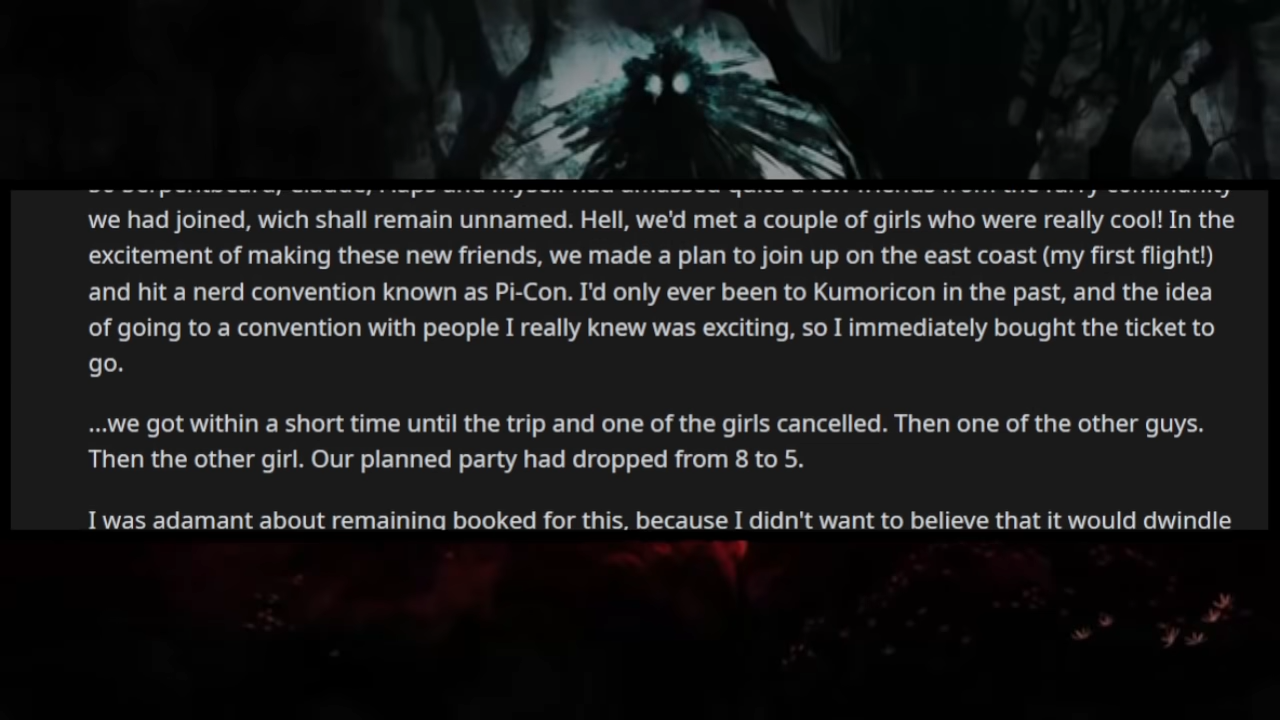 we had joined, wich shall remain unnamed. Hell, we'd met a couple of girls who were really cool! In the
excitement of making these new friends, we made a plan to join up on the east coast (my first flight!)
and hit a nerd convention known as Pi-Con. I'd only ever been to Kumoricon in the past, and the idea
of going to a convention with people I really knew was exciting, so I immediately bought the ticket to
go.
...we got within a short time until the trip and one of the girls cancelled. Then one of the other guys.
Then the other girl. Our planned party had dropped from 8 to 5.
I was adamant about remaining booked for this, because I didn't want to believe that it would dwindle